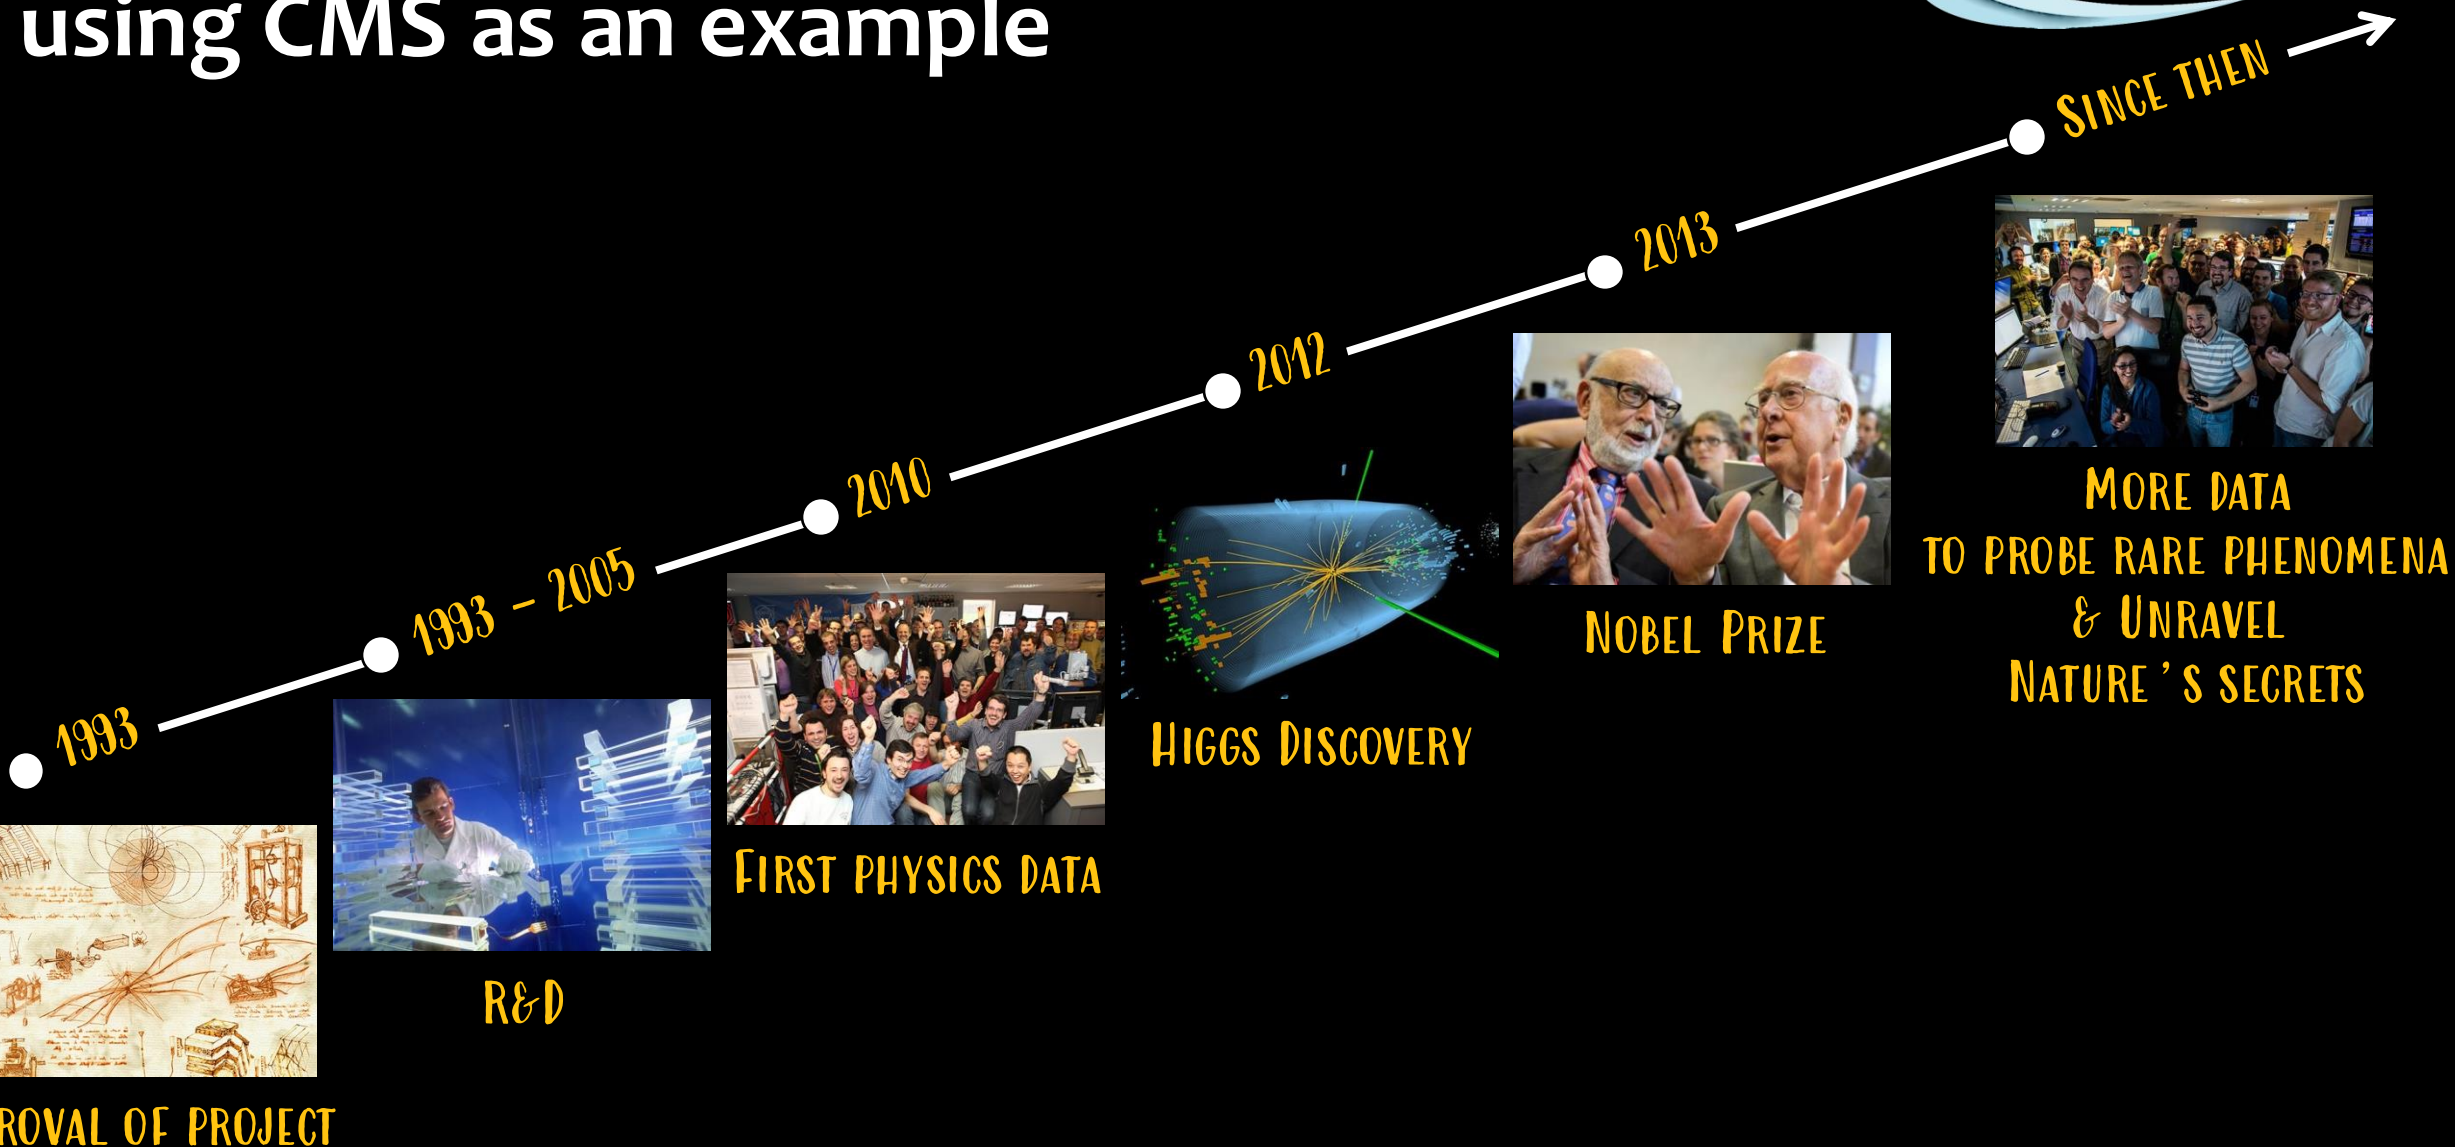 using CMS as an example
SINCE THEN
2013
2012
2010
1993 - 2005
1993
MORE DATA
TO PROBE RARE PHENOMENA
& UNRAVEL
NATURE'S SECRETS
NOBEL PRIZE
HIGGS DISCOVERY
FIRST PHYSICS DATA
R&D
ROVAL OF PROJECT